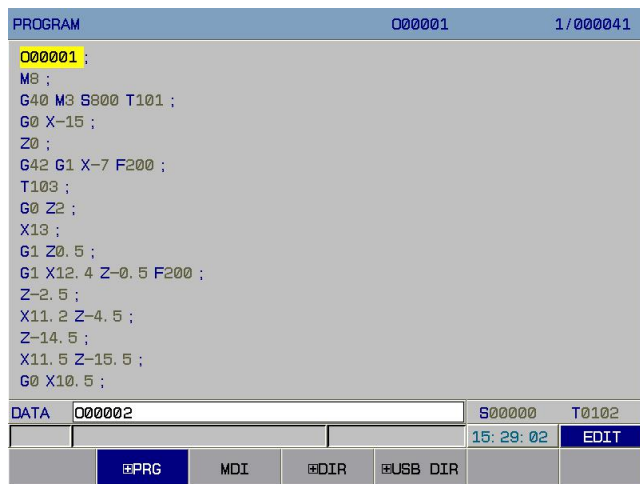 PROGRAM O00001 1/000041
O00001 ;
M8 ;
G40 M3 S800 T101 ;
G0 X-15 ;
Z0 ;
G42 G1 X-7 F200 ;
T103 ;
G0 Z2 ;
X13 ;
G1 Z0.5 ;
G1 X12.4 Z-0.5 F200 ;
Z-2.5 ;
X11.2 Z-4.5 ;
Z-14.5 ;
X11.5 Z-15.5 ;
G0 X10.5 ;
DATA O00002 S00000 T0102
15:29:02 EDIT
⊞PRG MDI ⊞DIR ⊞USB DIR